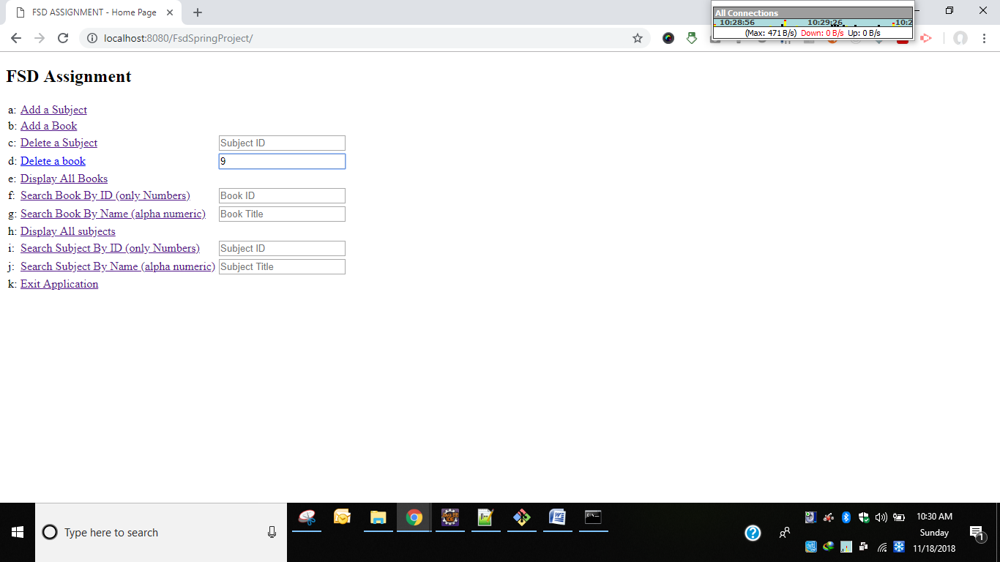 FSD ASSIGNMENT - Home Page
All Connections
10:28:56 10:29:26 -10:2
(Max: 471 B/s) Down: 0 B/s Up: 0 B/s
localhost:8080/FsdSpringProject/
FSD Assignment
a: Add a Subject
b: Add a Book
c: Delete a Subject Subject ID
d: Delete a book 9
e: Display All Books
f: Search Book By ID (only Numbers) Book ID
g: Search Book By Name (alpha numeric) Book Title
h: Display All subjects
i: Search Subject By ID (only Numbers) Subject ID
j: Search Subject By Name (alpha numeric) Subject Title
k: Exit Application
Type here to search
10:30 AM
Sunday
11/18/2018
1